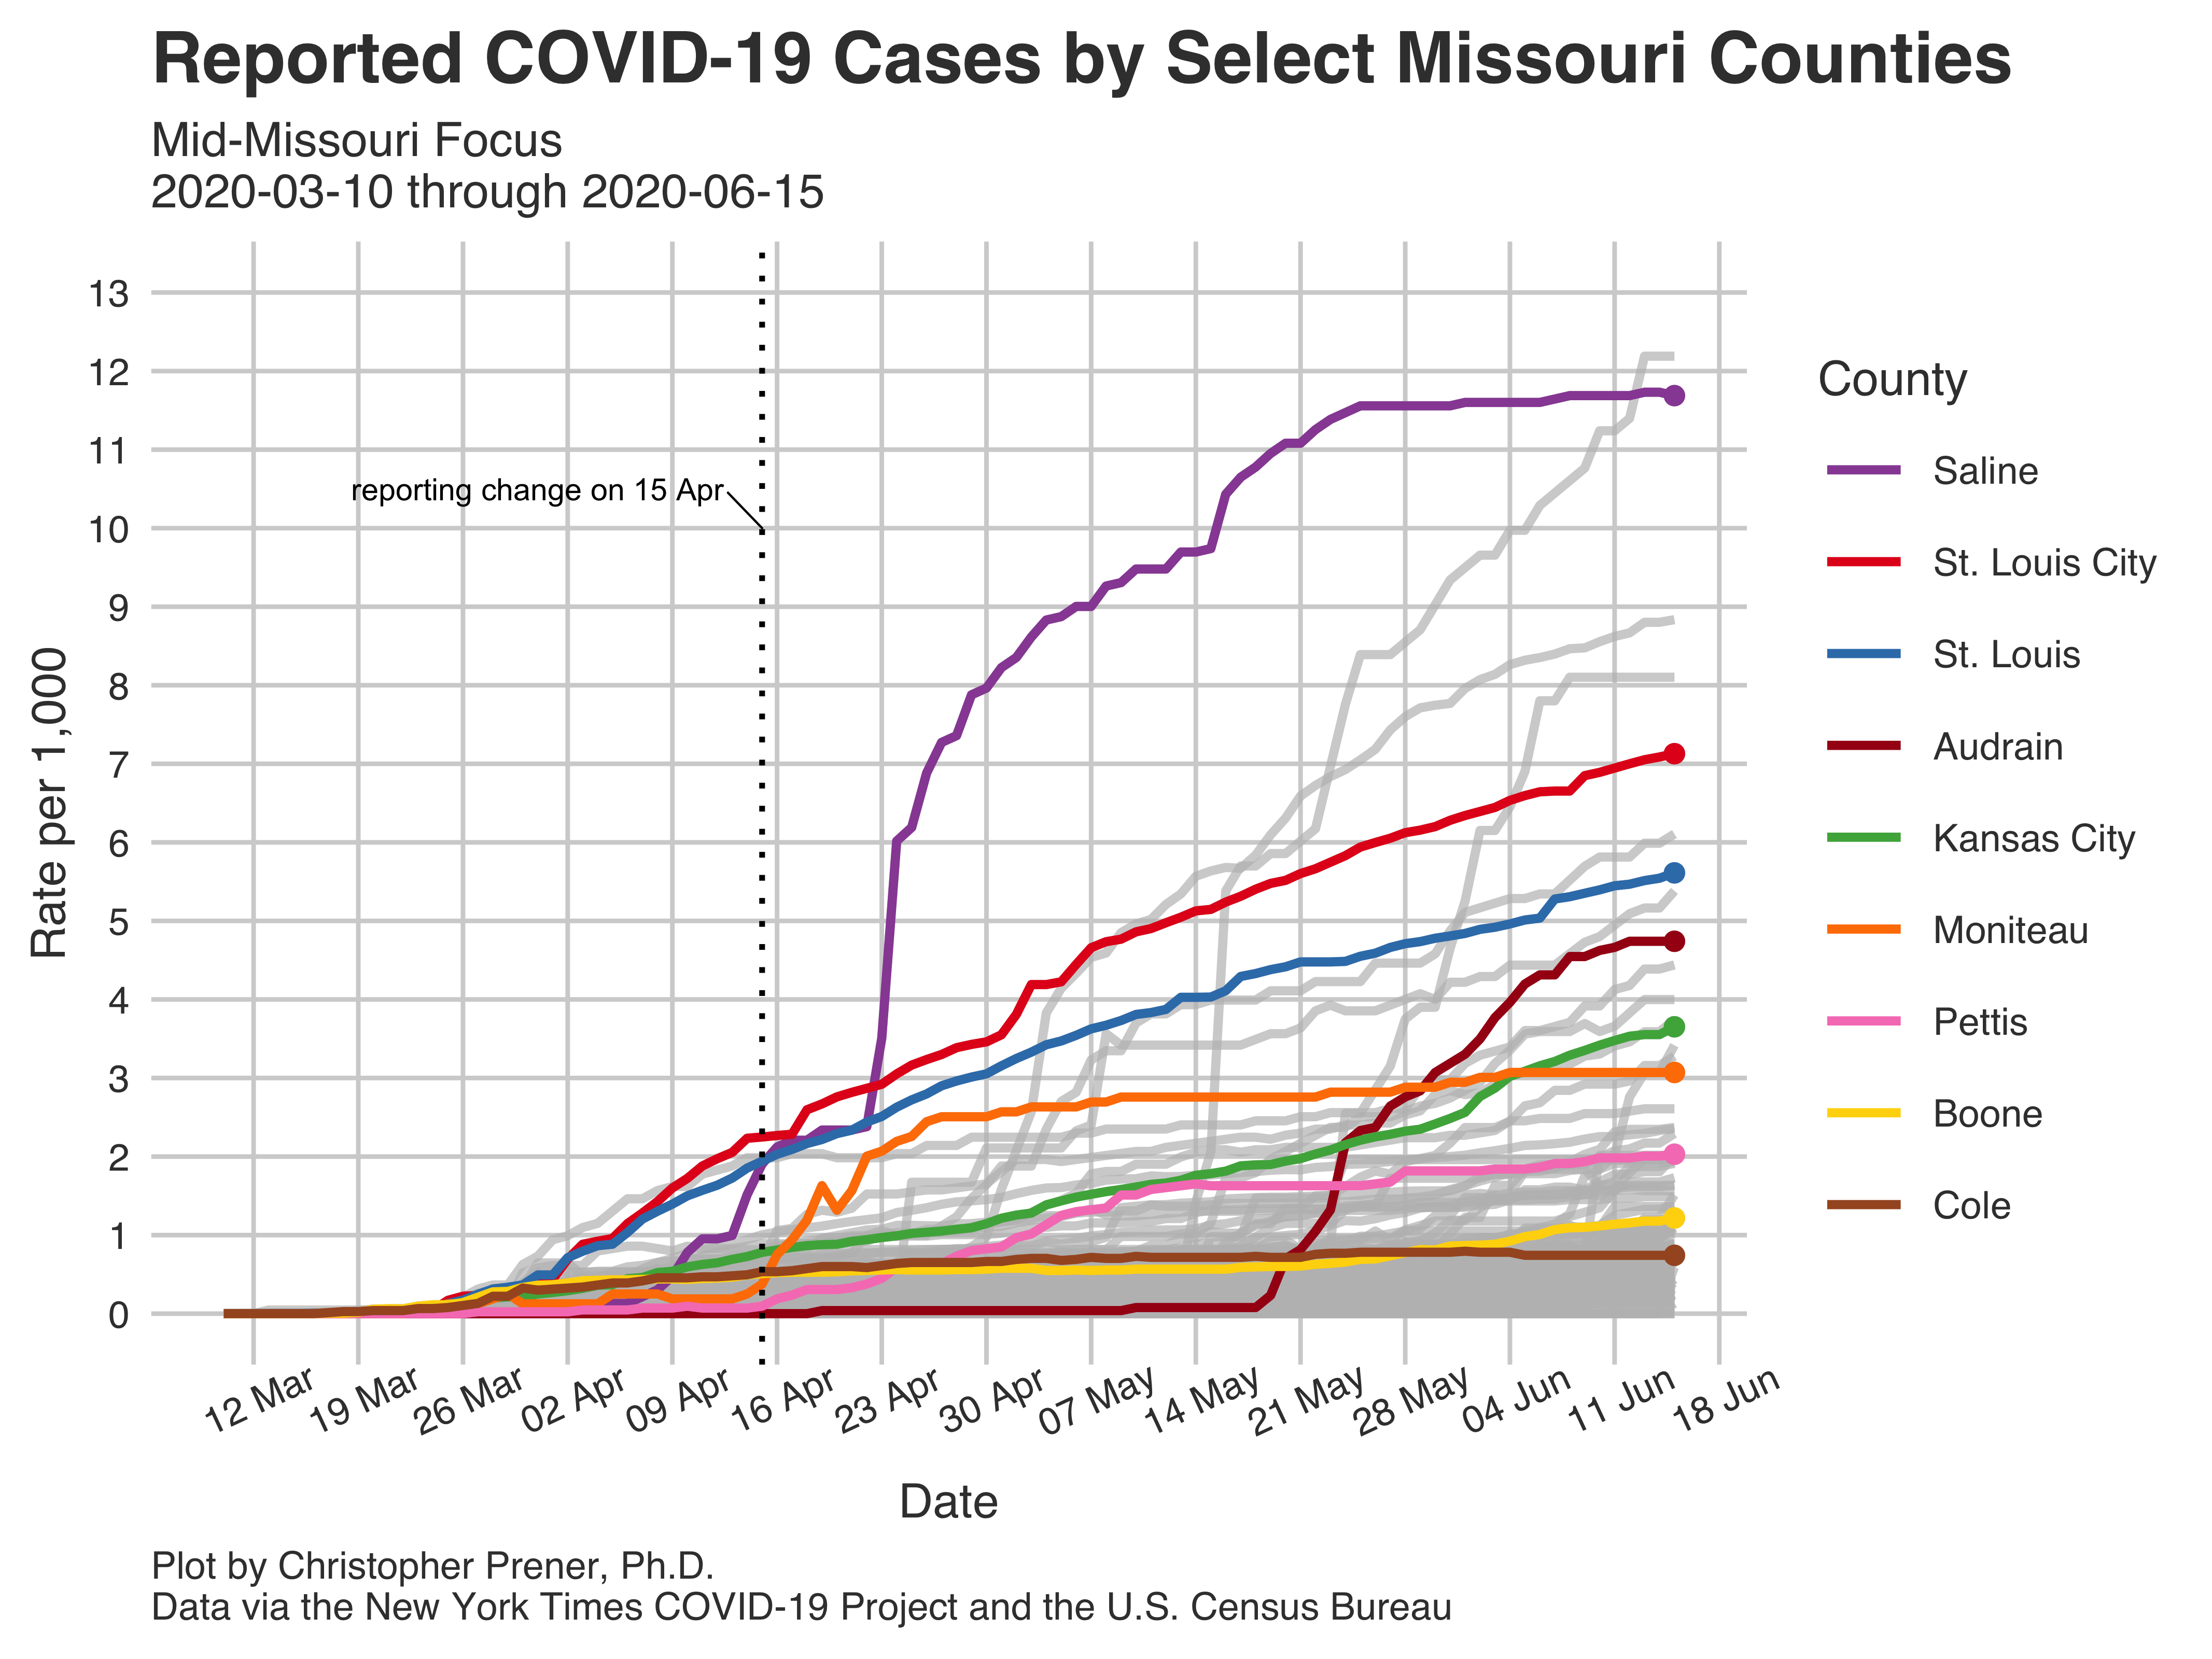 Reported COVID-19 Cases by Select Missouri Counties
Mid-Missouri Focus
2020-03-10 through 2020-06-15
13
12
11
10
9
8
7
6
5
4
3
2
1
0
Rate per 1,000
reporting change on 15 Apr
12 Mar
19 Mar
26 Mar
02 Apr
09 Apr
16 Apr
23 Apr
30 Apr
07 May
14 May
21 May
28 May
04 Jun
11 Jun
18 Jun
Date
County
Saline
St. Louis City
St. Louis
Audrain
Kansas City
Moniteau
Pettis
Boone
Cole
Plot by Christopher Prener, Ph.D.
Data via the New York Times COVID-19 Project and the U.S. Census Bureau